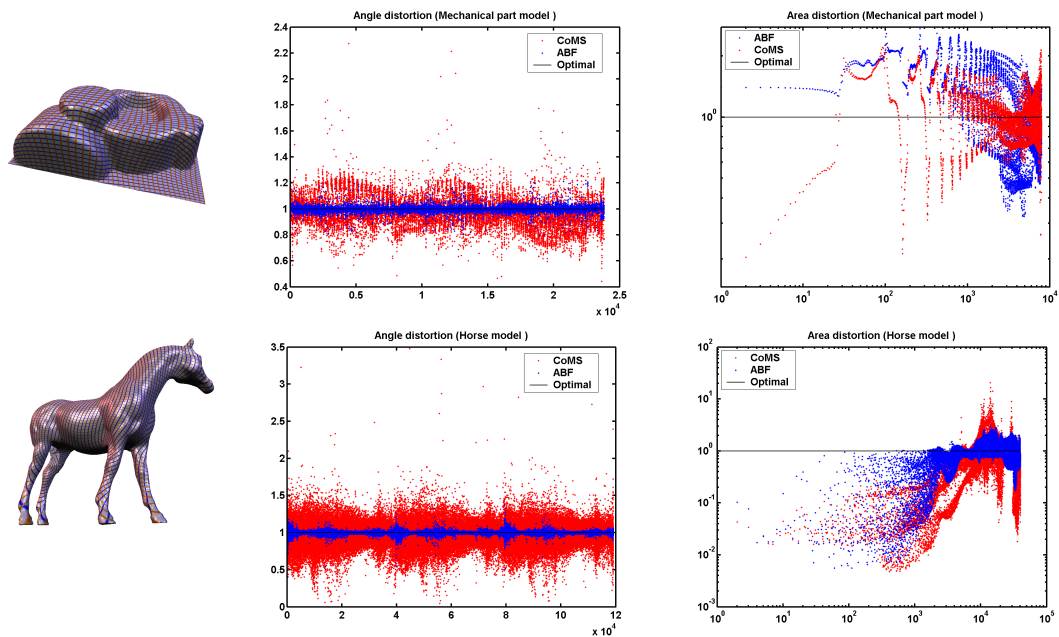 Angle distortion (Mechanical part model )
2.4
2.2
2
1.8
1.6
1.4
1.2
1
0.8
0.6
0.4
CoMS
ABF
Optimal
0 0.5 1 1.5 2 2.5
x 10^4
Area distortion (Mechanical part model )
ABF
CoMS
Optimal
10^0
10^0 10^1 10^2 10^3 10^4
Angle distortion (Horse model )
3.5
3
2.5
2
1.5
1
0.5
0
CoMS
ABF
Optimal
0 2 4 6 8 10 12
x 10^4
Area distortion (Horse model )
10^2
10^1
10^0
10^-1
10^-2
10^-3
CoMS
ABF
Optimal
10^0 10^1 10^2 10^3 10^4 10^5